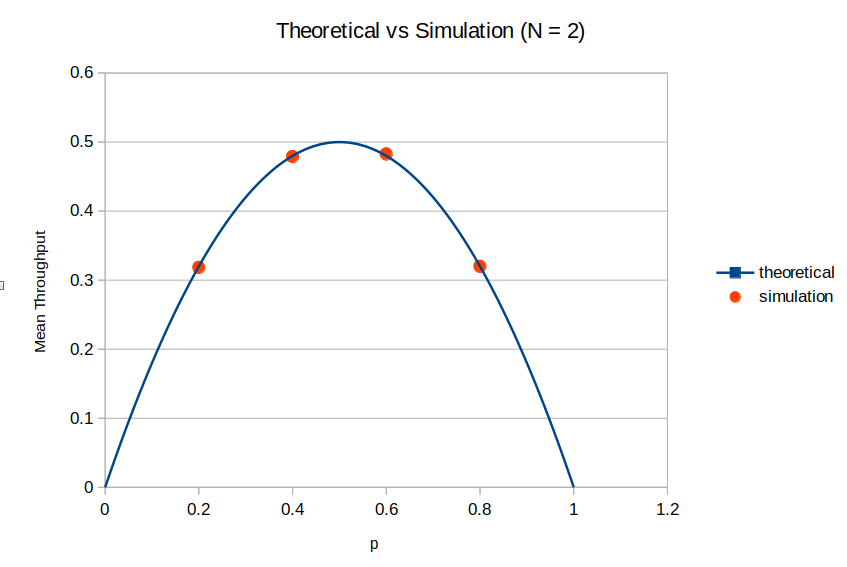 Theoretical vs Simulation (N = 2)
0.6
0.5
0.4
0.3
0.2
0.1
0
Mean Throughput
0 0.2 0.4 0.6 0.8 1 1.2
p
theoretical
simulation